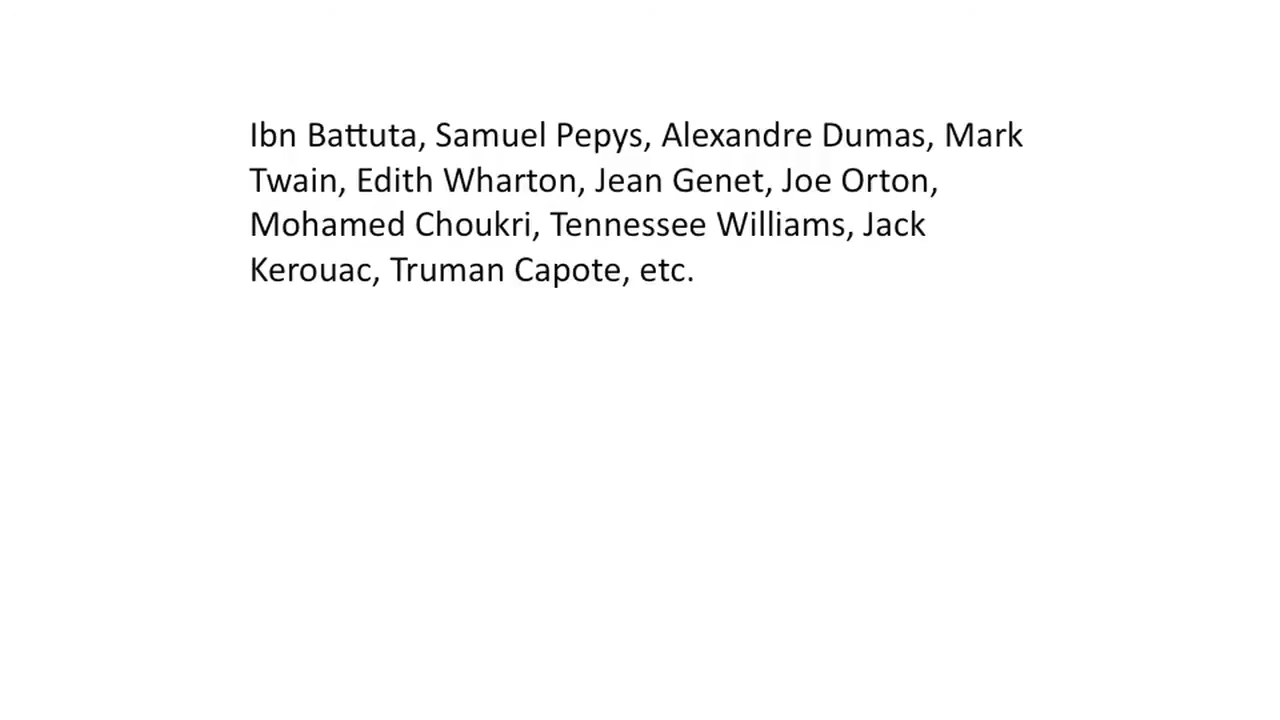 Ibn Battuta, Samuel Pepys, Alexandre Dumas, Mark
Twain, Edith Wharton, Jean Genet, Joe Orton,
Mohamed Choukri, Tennessee Williams, Jack
Kerouac, Truman Capote, etc.